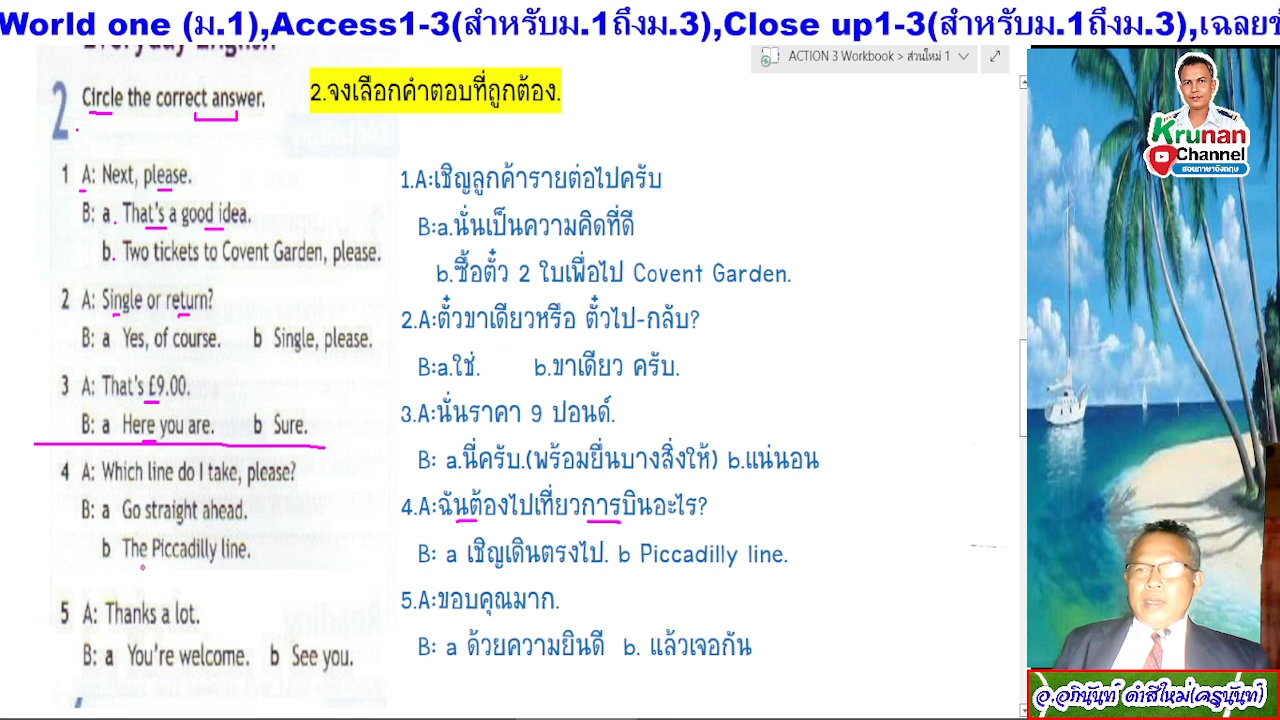 World one (ม.1),Access1-3(สำหรับม.1ถึงม.3),Close up1-3(สำหรับม.1ถึงม.3),เฉลย
Everyday English
ACTION 3 Workbook > ส่วนใหม่ 1
2 Circle the correct answer.
2.จงเลือกคำตอบที่ถูกต้อง.
1 A: Next, please.
B: a. That's a good idea.
b. Two tickets to Covent Garden, please.
2 A: Single or return?
B: a Yes, of course. b Single, please.
3 A: That's £9.00.
B: a Here you are. b Sure.
4 A: Which line do I take, please?
B: a Go straight ahead.
b The Piccadilly line.
5 A: Thanks a lot.
B: a You're welcome. b See you.
1.A:เชิญลูกค้ารายต่อไปครับ
B:a.นั่นเป็นความคิดที่ดี
b.ซื้อตั๋ว 2 ใบเพื่อไป Covent Garden.
2.A:ตั๋วขาเดียวหรือ ตั๋วไป-กลับ?
B:a.ใช่. b.ขาเดียว ครับ.
3.A:นั่นราคา 9 ปอนด์.
B: a.นี่ครับ.(พร้อมยื่นบางสิ่งให้) b.แน่นอน
4.A:ฉันต้องไปเที่ยวการบินอะไร?
B: a เชิญเดินตรงไป. b Piccadilly line.
5.A:ขอบคุณมาก.
B: a ด้วยความยินดี b. แล้วเจอกัน
Krunan
Channel
สอนภาษาอังกฤษ
อ.อภินันท์ ดำสีใหม่(ครูนันท์)